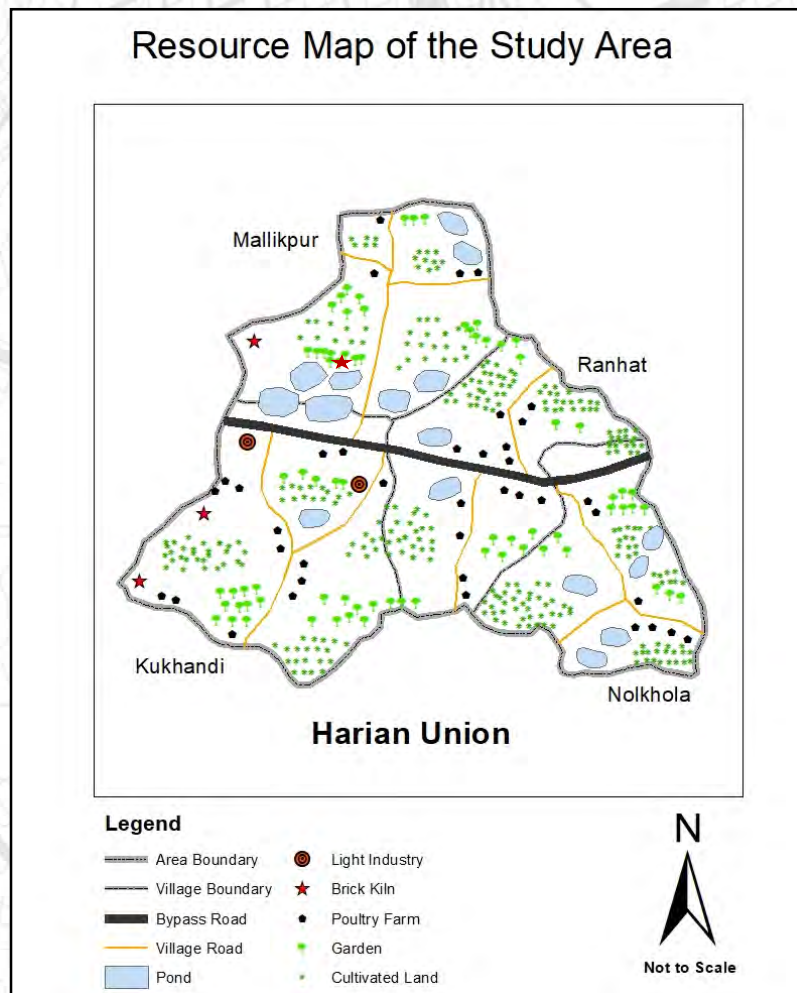 Resource Map of the Study Area
Mallikpur
Ranhat
Kukhandi
Nolkhola
Harian Union
Legend
Area Boundary
Village Boundary
Bypass Road
Village Road
Pond
Light Industry
Brick Kiln
Poultry Farm
Garden
Cultivated Land
N
Not to Scale